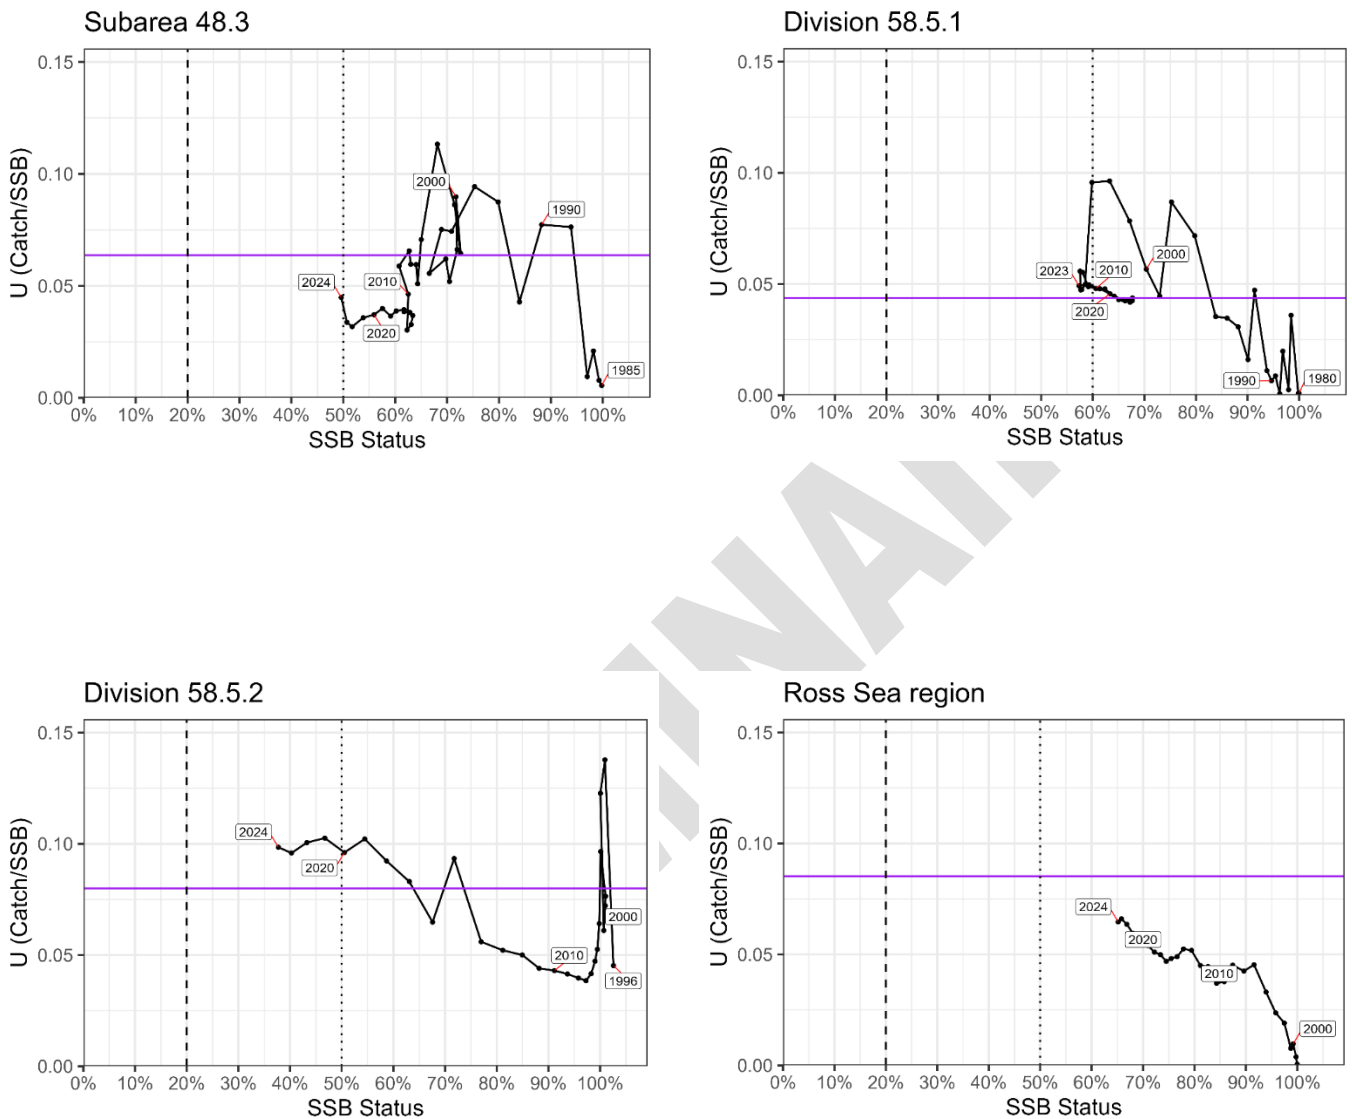 Subarea 48.3
0.15
0.10
0.05
0.00
U (Catch/SSB)
2000
1990
2024
2010
2020
1985
0% 10% 20% 30% 40% 50% 60% 70% 80% 90% 100%
SSB Status
Division 58.5.1
0.15
0.10
0.05
0.00
U (Catch/SSB)
2000
2023
2010
2020
1990
1980
0% 10% 20% 30% 40% 50% 60% 70% 80% 90% 100%
SSB Status
Division 58.5.2
0.15
0.10
0.05
0.00
U (Catch/SSB)
2024
2020
2000
2010
1996
0% 10% 20% 30% 40% 50% 60% 70% 80% 90% 100%
SSB Status
Ross Sea region
0.15
0.10
0.05
0.00
U (Catch/SSB)
2024
2020
2010
2000
0% 10% 20% 30% 40% 50% 60% 70% 80% 90% 100%
SSB Status